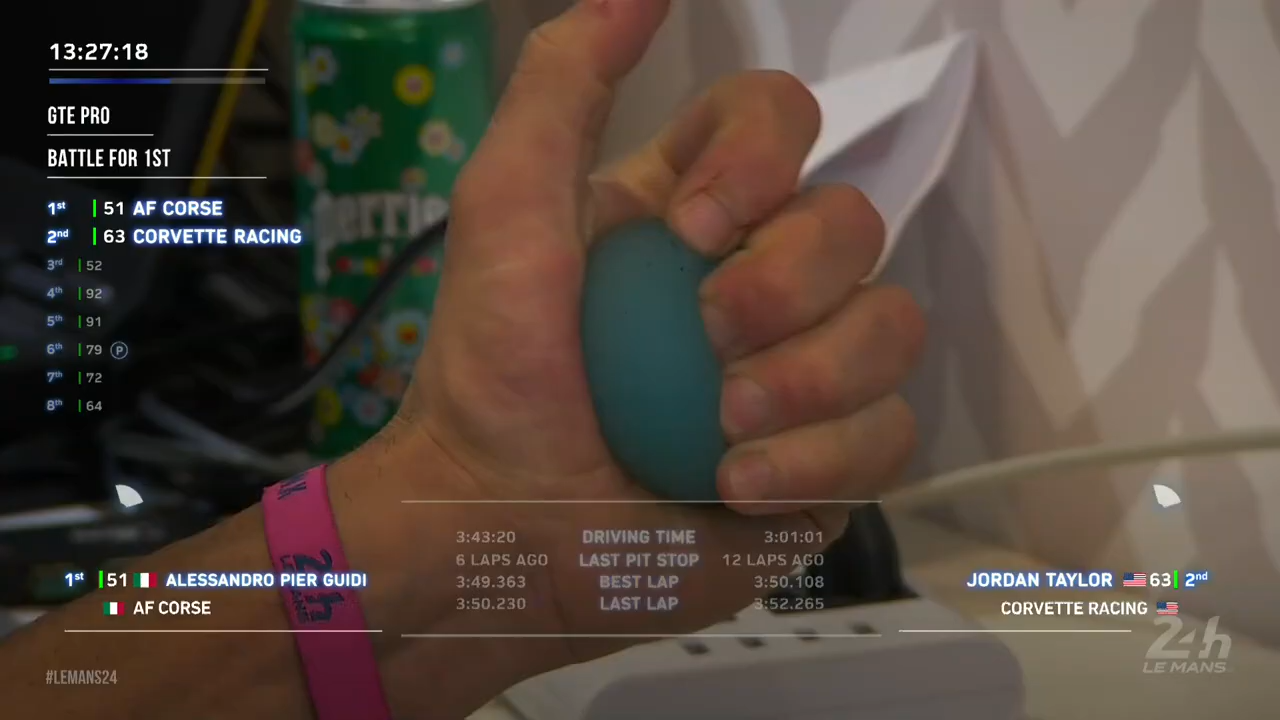 13:27:18
GTE PRO
BATTLE FOR 1ST
1st 51 AF CORSE
2nd 63 CORVETTE RACING
3rd 52
4th 92
5th 91
6th 79 P
7th 72
8th 64
perrie
24h
LE MANS
3:43:20 DRIVING TIME 3:01:01
6 LAPS AGO LAST PIT STOP 12 LAPS AGO
3:49.363 BEST LAP 3:50.108
3:50.230 LAST LAP 3:52.265
1st 51 ALESSANDRO PIER GUIDI
AF CORSE
JORDAN TAYLOR 63 2nd
CORVETTE RACING
24h
LE MANS
#LEMANS24